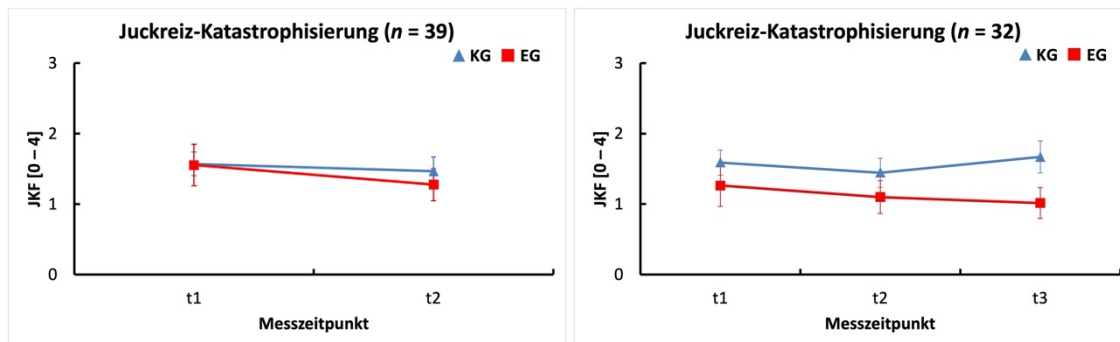 Juckreiz-Katastrophisierung (n = 39)
KG EG
3
2
1
0
JKF [0 – 4]
t1 t2
Messzeitpunkt
Juckreiz-Katastrophisierung (n = 32)
KG EG
3
2
1
0
JKF [0 – 4]
t1 t2 t3
Messzeitpunkt